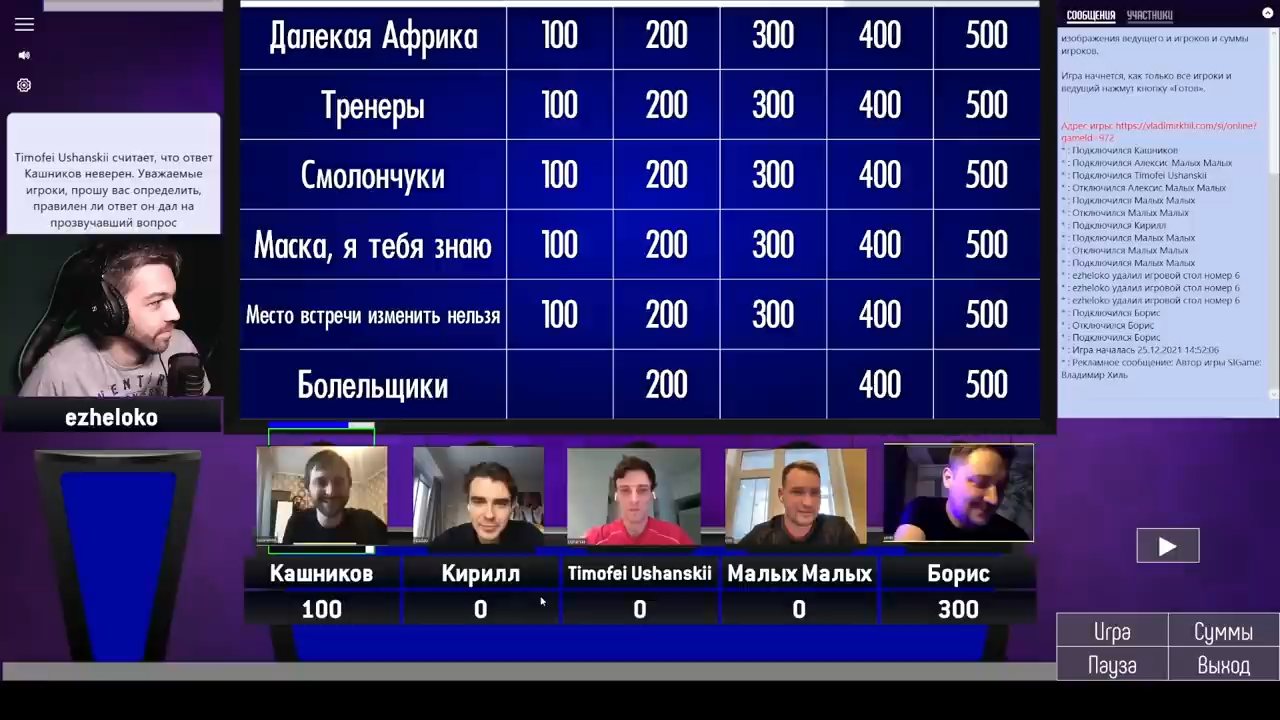 Timofei Ushanskii считает, что ответ
Кашников неверен. Уважаемые
игроки, прошу вас определить,
правилен ли ответ он дал на
прозвучавший вопрос
ezheloko
Далекая Африка 100 200 300 400 500
Тренеры 100 200 300 400 500
Смолончуки 100 200 300 400 500
Маска, я тебя знаю 100 200 300 400 500
Место встречи изменить нельзя 100 200 300 400 500
Болельщики 200 400 500
Кашников Кирилл Timofei Ushanskii Малых Малых Борис
100 0 0 0 300
СООБЩЕНИЯ УЧАСТНИКИ
изображения ведущего и игроков и суммы
игроков.
Игра начнется, как только все игроки и
ведущий нажмут кнопку «Готов».
Адрес игры: https://vladimirkhil.com/si/online?
gameId=972
* : Подключился Кашников
* : Подключился Алексис Малых Малых
* : Подключился Timofei Ushanskii
* : Отключился Алексис Малых Малых
* : Подключился Малых Малых
* : Отключился Малых Малых
* : Подключился Кирилл
* : Подключился Малых Малых
* : Отключился Малых Малых
* : Подключился Малых Малых
* : ezheloko удалил игровой стол номер 6
* : ezheloko удалил игровой стол номер 6
* : ezheloko удалил игровой стол номер 6
* : Подключился Борис
* : Отключился Борис
* : Подключился Борис
* : Игра началась 25.12.2021 14:52:06
* : Рекламное сообщение: Автор игры SIGame:
Владимир Хиль
Игра Суммы
Пауза Выход